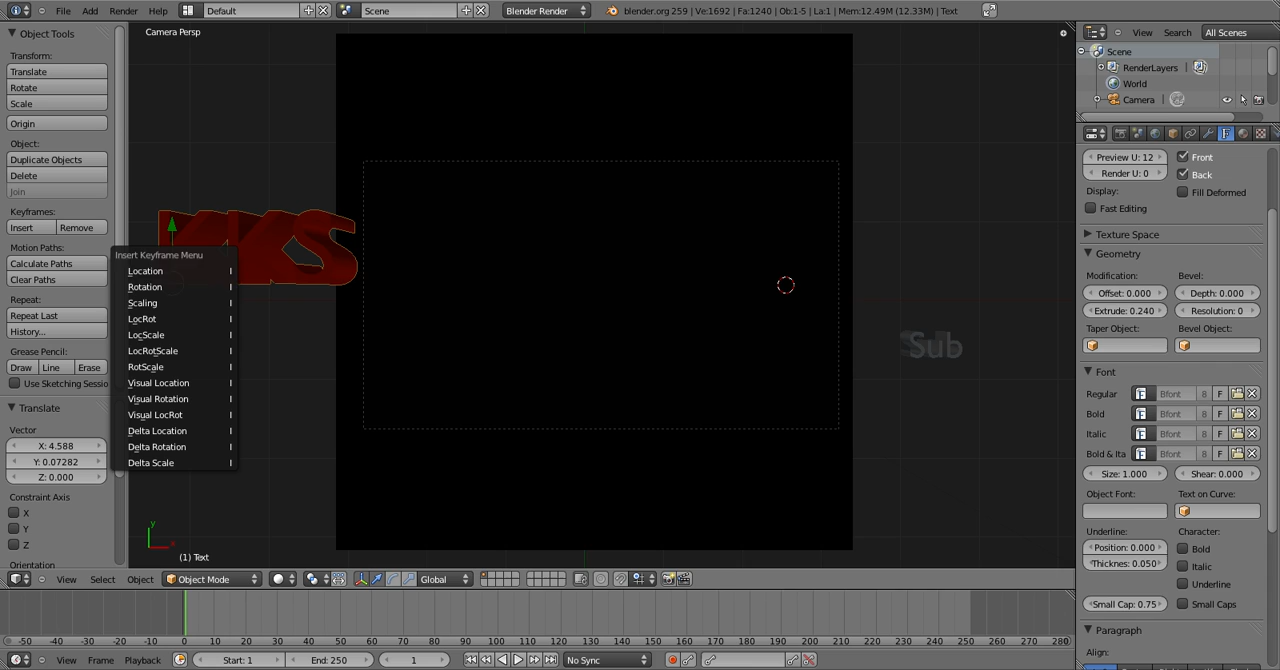 File Add Render Help Default Scene Blender Render blender.org 259 | Ve:1692 | Fa:1240 | Ob:1-5 | La:1 | Mem:12.49M (12.33M) | Text
Object Tools
Transform:
Translate
Rotate
Scale
Origin
Object:
Duplicate Objects
Delete
Join
Keyframes:
Insert Remove
Motion Paths:
Calculate Paths
Clear Paths
Repeat:
Repeat Last
History...
Grease Pencil:
Draw Line Erase
Use Sketching Sessio
Translate
Vector
X: 4.588
Y: 0.07282
Z: 0.000
Constraint Axis
X
Y
Z
Orientation
Camera Persp
Insert Keyframe Menu
Location I
Rotation I
Scaling I
LocRot I
LocScale I
LocRotScale I
RotScale I
Visual Location I
Visual Rotation I
Visual LocRot I
Delta Location I
Delta Rotation I
Delta Scale I
Sub
y
x
(1) Text
View Select Object Object Mode Global
-50 -40 -30 -20 -10 0 10 20 30 40 50 60 70 80 90 100 110 120 130 140 150 160 170 180 190 200 210 220 230 240 250 260 270 280
View Frame Playback Start: 1 End: 250 1 No Sync
View Search All Scenes
Scene
RenderLayers |
World
Camera |
Preview U: 12 Front
Render U: 0 Back
Display: Fill Deformed
Fast Editing
Texture Space
Geometry
Modification: Bevel:
Offset: 0.000 Depth: 0.000
Extrude: 0.240 Resolution: 0
Taper Object: Bevel Object:
Font
Regular F Bfont 8 F
Bold F Bfont 8 F
Italic F Bfont 8 F
Bold & Ita F Bfont 8 F
Size: 1.000 Shear: 0.000
Object Font: Text on Curve:
Underline: Character:
Position: 0.000 Bold
Thicknes: 0.050 Italic
Underline
Small Cap: 0.75 Small Caps
Paragraph
Align: